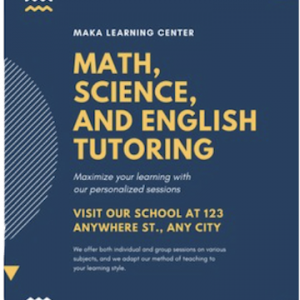 MAKA LEARNING CENTER
MATH,
SCIENCE,
AND ENGLISH
TUTORING
Maximize your learning with
our personalized sessions
VISIT OUR SCHOOL AT 123
ANYWHERE ST., ANY CITY
We offer both individual and group sessions on various
subjects, and we adapt our method of teaching to
your learning style.